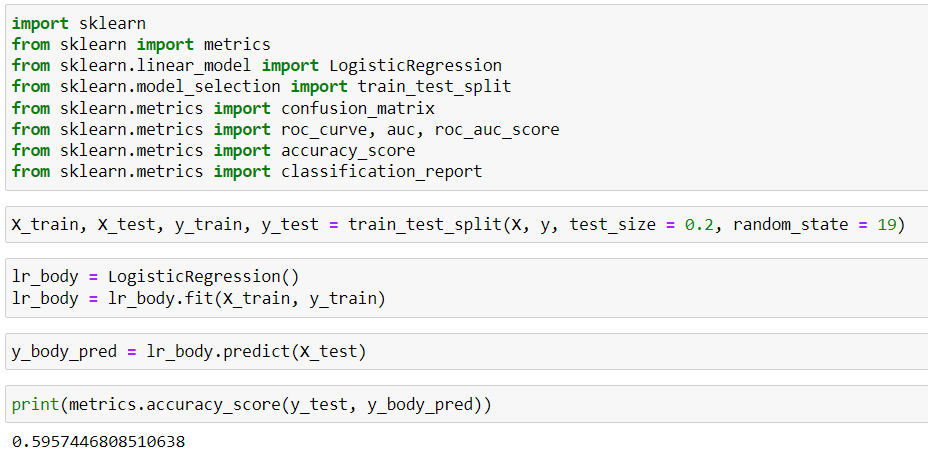 import sklearn
from sklearn import metrics
from sklearn.linear_model import LogisticRegression
from sklearn.model_selection import train_test_split
from sklearn.metrics import confusion_matrix
from sklearn.metrics import roc_curve, auc, roc_auc_score
from sklearn.metrics import accuracy_score
from sklearn.metrics import classification_report
X_train, X_test, y_train, y_test = train_test_split(X, y, test_size = 0.2, random_state = 19)
lr_body = LogisticRegression()
lr_body = lr_body.fit(X_train, y_train)
y_body_pred = lr_body.predict(X_test)
print(metrics.accuracy_score(y_test, y_body_pred))
0.5957446808510638